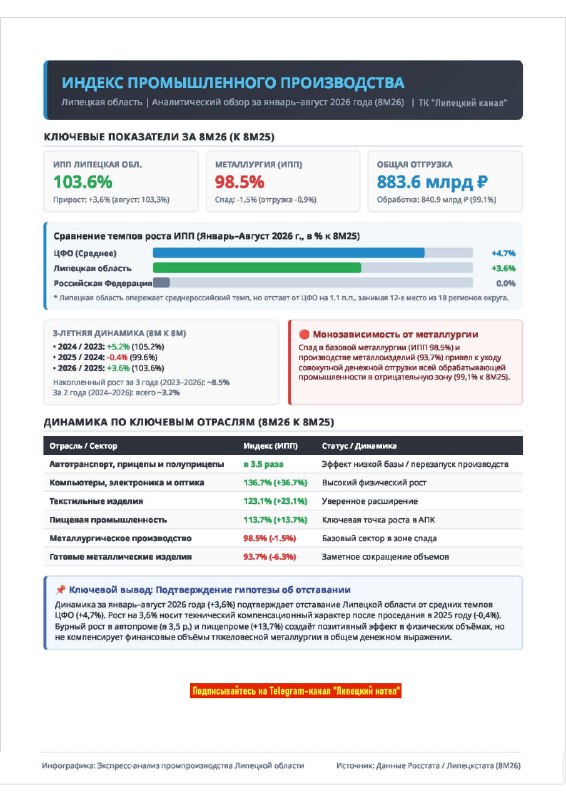 ИНДЕКС ПРОМЫШЛЕННОГО ПРОИЗВОДСТВА
Липецкая область | Аналитический обзор за январь–август 2026 года (8М26) | ТК "Липецкий канал"
КЛЮЧЕВЫЕ ПОКАЗАТЕЛИ ЗА 8М26 (К 8М25)
ИПП ЛИПЕЦКАЯ ОБЛ.
103.6%
Прирост: +3,6% (август: 103,3%)
МЕТАЛЛУРГИЯ (ИПП)
98.5%
Спад: -1,5% (отгрузка -0,9%)
ОБЩАЯ ОТГРУЗКА
883.6 млрд ₽
Обработка: 840.9 млрд ₽ (99.1%)
Сравнение темпов роста ИПП (Январь–Август 2026 г., в % к 8М25)
ЦФО (Среднее) +4.7%
Липецкая область +3.6%
Российская Федерация 0.0%
* Липецкая область опережает среднероссийский темп, но отстает от ЦФО на 1,1 п.п., занимая 12-е место из 18 регионов округа.
3-ЛЕТНЯЯ ДИНАМИКА (8М К 8М)
• 2024 / 2023: +5.2% (105.2%)
• 2025 / 2024: -0.4% (99.6%)
• 2026 / 2025: +3.6% (103.6%)
Накопленный рост за 3 года (2023–2026): ~8.5%
За 2 года (2024–2026): всего ~3.2%
Монозависимость от металлургии
Спад в базовой металлургии (ИПП 98,5%) и
производстве металлоизделий (93,7%) привел к уходу
совокупной денежной отгрузки всей обрабатывающей
промышленности в отрицательную зону (99,1% к 8М25).
ДИНАМИКА ПО КЛЮЧЕВЫМ ОТРАСЛЯМ (8М26 К 8М25)
Отрасль / Сектор Индекс (ИПП) Статус / Динамика
Автотранспорт, прицепы и полуприцепы в 3.5 раза Эффект низкой базы / перезапуск производств
Компьютеры, электроника и оптика 136.7% (+36.7%) Высокий физический рост
Текстильные изделия 123.1% (+23.1%) Уверенное расширение
Пищевая промышленность 113.7% (+13.7%) Ключевая точка роста в АПК
Металлургическое производство 98.5% (-1.5%) Базовый сектор в зоне спада
Готовые металлические изделия 93.7% (-6.3%) Заметное сокращение объемов
Ключевой вывод: Подтверждение гипотезы об отставании
Динамика за январь–август 2026 года (+3,6%) подтверждает отставание Липецкой области от средних темпов
ЦФО (+4,7%). Рост на 3,6% носит технический компенсационный характер после проседания в 2025 году (-0,4%).
Бурный рост в автопроме (в 3,5 р.) и пищепроме (+13,7%) создаёт позитивный эффект в физических объёмах, но
не компенсирует финансовые объёмы тяжеловесной металлургии в общем денежном выражении.
Подписывайтесь на Telegram-канал "Липецкий котел"
Инфографика: Экспресс-анализ промпроизводства Липецкой области Источник: Данные Росстата / Липецкстата (8М26)